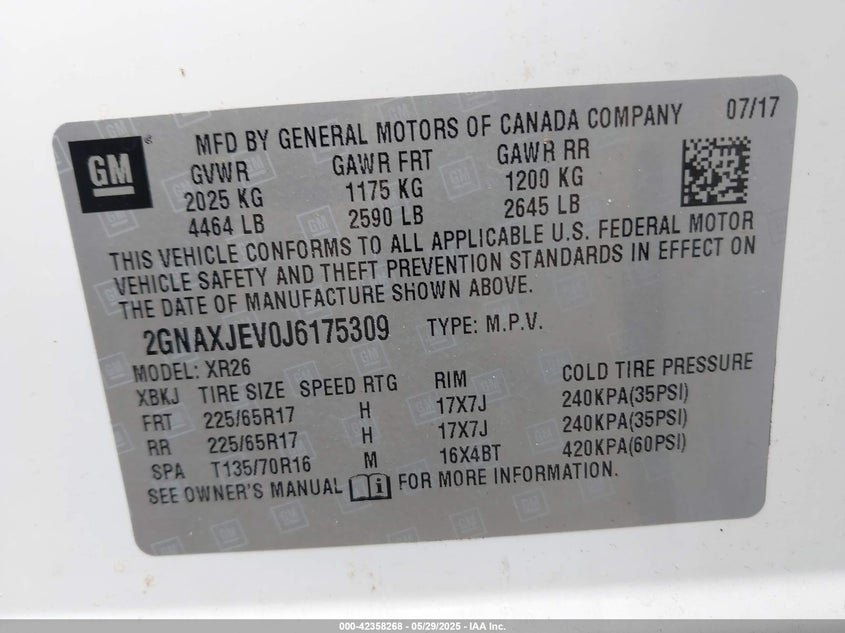 GM ®
MFD BY GENERAL MOTORS OF CANADA COMPANY 07/17
GVWR GAWR FRT GAWR RR
2025 KG 1175 KG 1200 KG
4464 LB 2590 LB 2645 LB
THIS VEHICLE CONFORMS TO ALL APPLICABLE U.S. FEDERAL MOTOR
VEHICLE SAFETY AND THEFT PREVENTION STANDARDS IN EFFECT ON
THE DATE OF MANUFACTURE SHOWN ABOVE.
2GNAXJEV0J6175309 TYPE: M.P.V.
MODEL: XR26
XBKJ TIRE SIZE SPEED RTG RIM COLD TIRE PRESSURE
FRT 225/65R17 H 17X7J 240KPA(35PSI)
RR 225/65R17 H 17X7J 240KPA(35PSI)
SPA T135/70R16 M 16X4BT 420KPA(60PSI)
SEE OWNER'S MANUAL i FOR MORE INFORMATION.
000-42358268 - 05/29/2025 - IAA Inc.